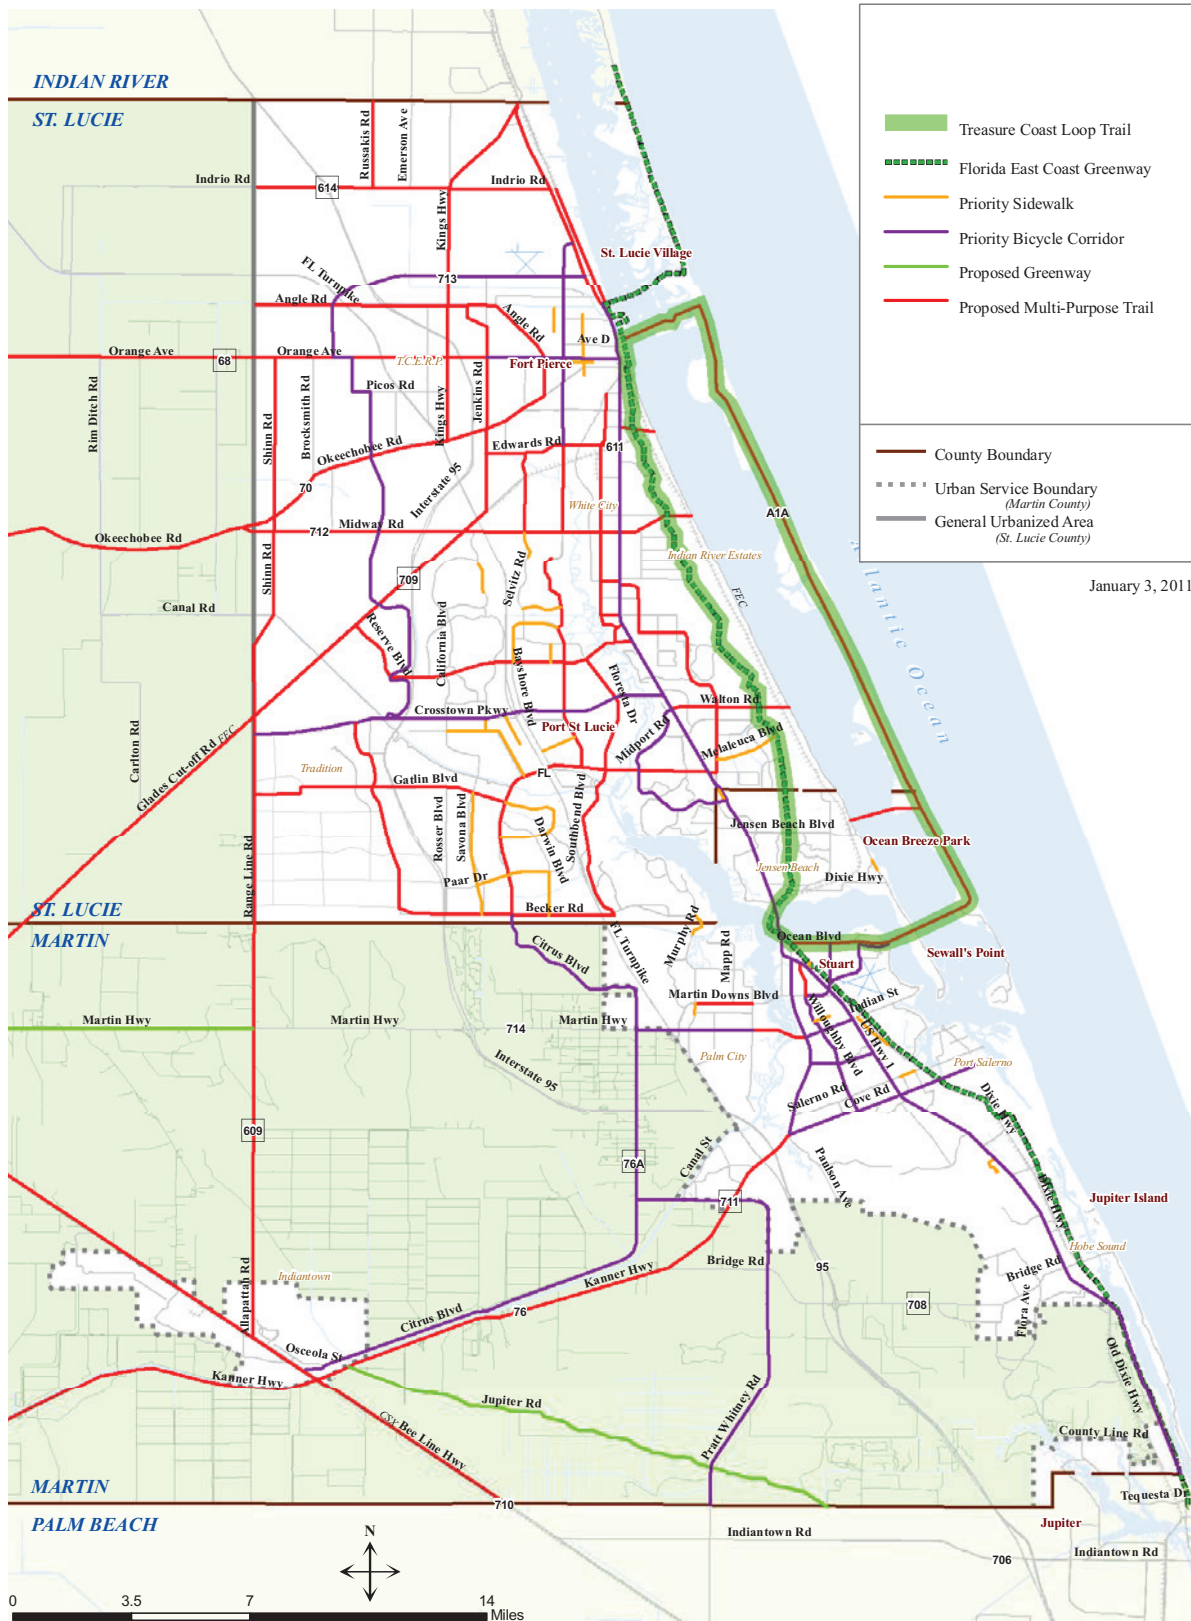 INDIAN RIVER
ST. LUCIE
Russakis Rd
Emerson Ave
Indrio Rd
614
Indrio Rd
Kings Hwy
St. Lucie Village
FL Turnpike
713
Angle Rd
Angle Rd
Ave D
Orange Ave
68
Orange Ave
T.C.E.R.P.
Fort Pierce
Rim Ditch Rd
Shinn Rd
Brocksmith Rd
Picos Rd
Kings Hwy
Jenkins Rd
Okeechobee Rd
Edwards Rd
611
70
Interstate 95
White City
A1A
Okeechobee Rd
712
Midway Rd
Indian River Estates
Shinn Rd
709
Selvitz Rd
FEC
Atlantic Ocean
Canal Rd
Reserve Blvd
California Blvd
Bayshore Blvd
Floresta Dr
Walton Rd
Crosstown Pkwy
Port St Lucie
Midport Rd
Melaleuca Blvd
Carlton Rd
Glades Cut-off Rd
FEC
Tradition
Gatlin Blvd
FL
Southbend Blvd
Rosser Blvd
Savona Blvd
Darwin Blvd
Jensen Beach Blvd
Ocean Breeze Park
Range Line Rd
Paar Dr
Jensen Beach
Dixie Hwy
Becker Rd
ST. LUCIE
MARTIN
Murphy Rd
Mapp Rd
Ocean Blvd
Citrus Blvd
FL Turnpike
Stuart
Sewall's Point
Martin Downs Blvd
Indian St
Martin Hwy
Martin Hwy
714
Martin Hwy
Willoughby Blvd
US Hwy 1
Palm City
Interstate 95
Port Salerno
Salerno Rd
Cove Rd
Dixie Hwy
609
76A
Canal St
Paulson Ave
711
Dixie Hwy
Jupiter Island
Hobe Sound
Kanner Hwy
Bridge Rd
95
Bridge Rd
Allapattah Rd
Indiantown
Citrus Blvd
76
708
Flora Ave
Osceola St
Kanner Hwy
Old Dixie Hwy
Jupiter Rd
Pratt Whitney Rd
CSX
Bee Line Hwy
County Line Rd
MARTIN
710
Tequesta Dr
PALM BEACH
Jupiter
Indiantown Rd
706
Indiantown Rd
N
0 3.5 7 14
Miles
Treasure Coast Loop Trail
Florida East Coast Greenway
Priority Sidewalk
Priority Bicycle Corridor
Proposed Greenway
Proposed Multi-Purpose Trail
County Boundary
Urban Service Boundary
(Martin County)
General Urbanized Area
(St. Lucie County)
January 3, 2011